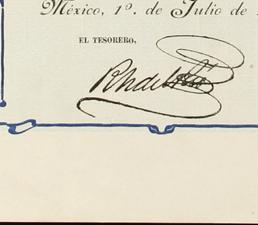 México, 1º. de Julio de
EL TESORERO,